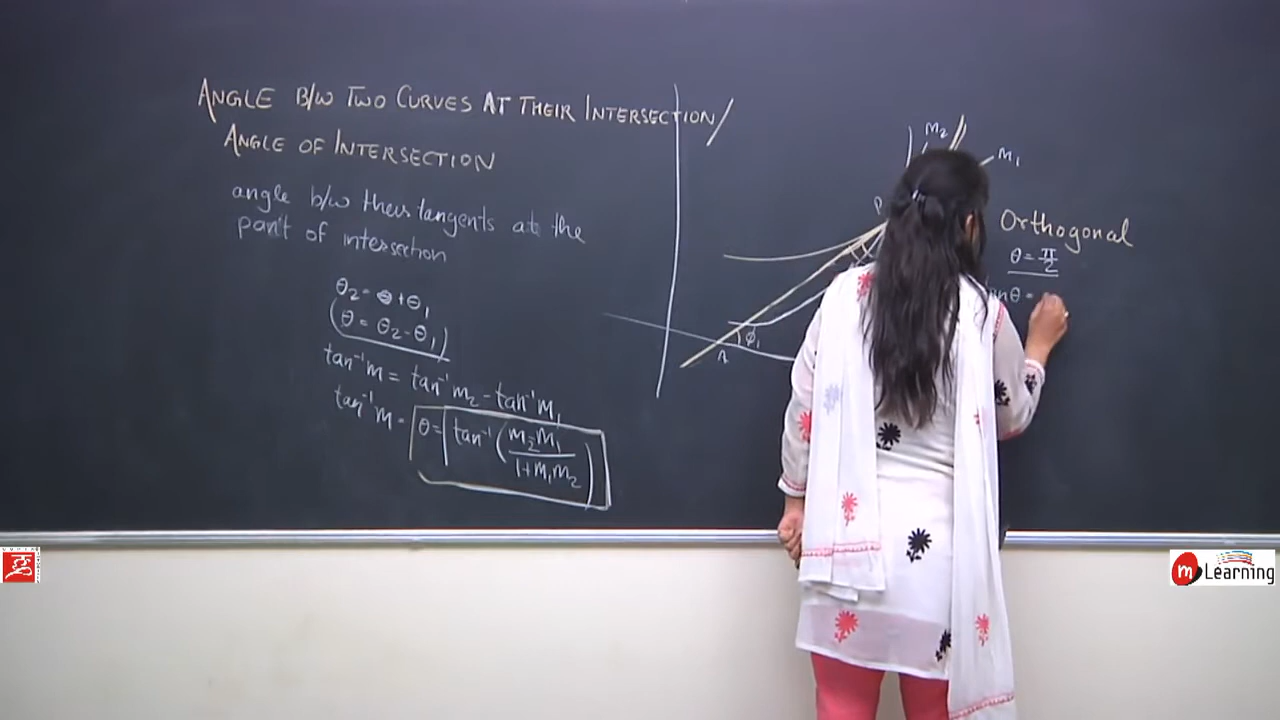 ANGLE B/W TWO CURVES AT THEIR INTERSECTION/
ANGLE OF INTERSECTION
angle b/w their tangents at the
point of intersection
θ₂ = θ + θ₁
(θ = θ₂ - θ₁)
tan⁻¹m = tan⁻¹m₂ - tan⁻¹m₁
tan⁻¹m = θ = |tan⁻¹(m₂-m₁/1+m₁m₂)|
m₂
m₁
P
ϕ₁
A
Orthogonal
θ = π/2
tanθ =
m Learning